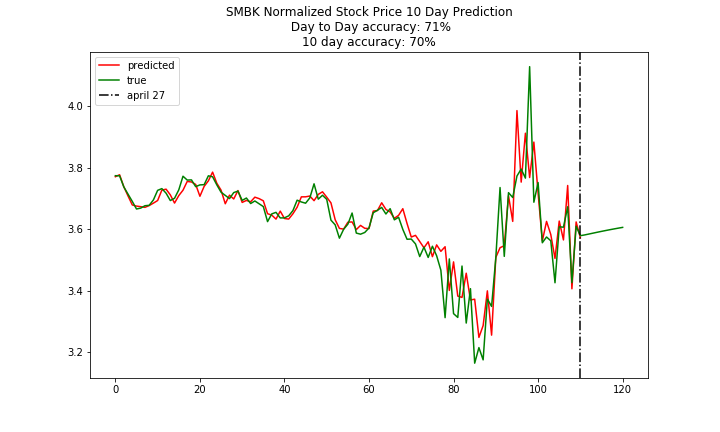 SMBK Normalized Stock Price 10 Day Prediction
Day to Day accuracy: 71%
10 day accuracy: 70%
predicted
true
april 27
4.0
3.8
3.6
3.4
3.2
0 20 40 60 80 100 120